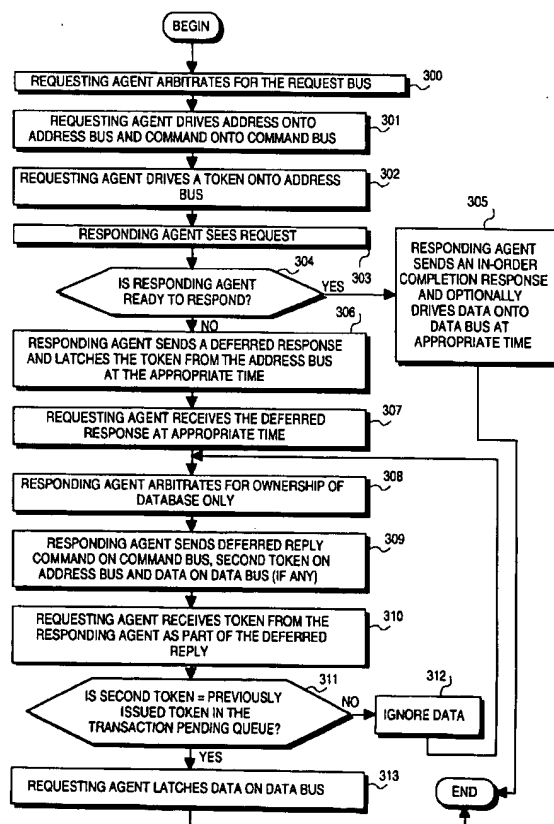 BEGIN
REQUESTING AGENT ARBITRATES FOR THE REQUEST BUS
300
REQUESTING AGENT DRIVES ADDRESS ONTO
ADDRESS BUS AND COMMAND ONTO COMMAND BUS
301
REQUESTING AGENT DRIVES A TOKEN ONTO ADDRESS
BUS
302
RESPONDING AGENT SEES REQUEST
303
304
IS RESPONDING AGENT
READY TO RESPOND?
YES
NO
305
RESPONDING AGENT
SENDS AN IN-ORDER
COMPLETION RESPONSE
AND OPTIONALLY
DRIVES DATA ONTO
DATA BUS AT
APPROPRIATE TIME
306
RESPONDING AGENT SENDS A DEFERRED RESPONSE
AND LATCHES THE TOKEN FROM THE ADDRESS BUS
AT THE APPROPRIATE TIME
REQUESTING AGENT RECEIVES THE DEFERRED
RESPONSE AT APPROPRIATE TIME
307
RESPONDING AGENT ARBITRATES FOR OWNERSHIP OF
DATABASE ONLY
308
RESPONDING AGENT SENDS DEFERRED REPLY
COMMAND ON COMMAND BUS, SECOND TOKEN ON
ADDRESS BUS AND DATA ON DATA BUS (IF ANY)
309
REQUESTING AGENT RECEIVES TOKEN FROM THE
RESPONDING AGENT AS PART OF THE DEFERRED
REPLY
310
311
IS SECOND TOKEN = PREVIOUSLY
ISSUED TOKEN IN THE
TRANSACTION PENDING QUEUE?
NO
312
IGNORE DATA
YES
REQUESTING AGENT LATCHES DATA ON DATA BUS
313
END